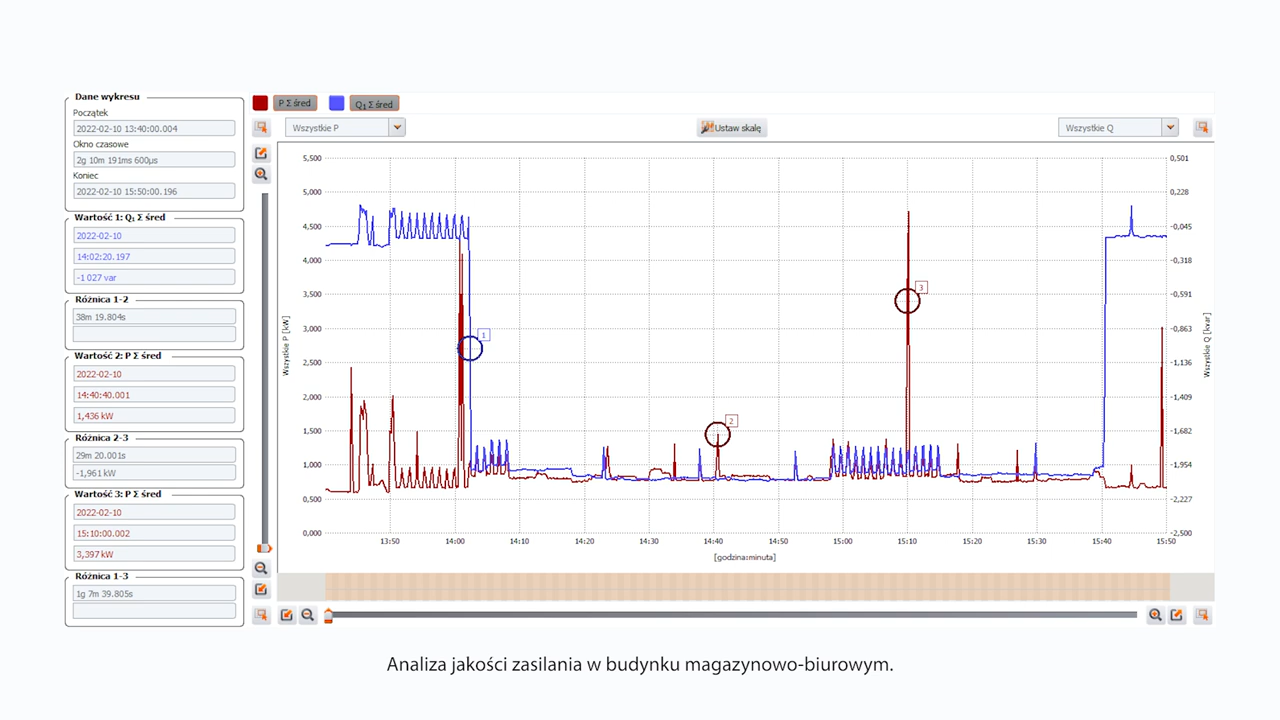 Dane wykresu
Początek
2022-02-10 13:40:00.004
Okno czasowe
2g 10m 191ms 600µs
Koniec
2022-02-10 15:50:00.196
Wartość 1: Q₁ Σ śred
2022-02-10
14:02:20.197
-1 027 var
Różnica 1-2
38m 19.804s
Wartość 2: P Σ śred
2022-02-10
14:40:40.001
1,436 kW
Różnica 2-3
29m 20.001s
-1,961 kW
Wartość 3: P Σ śred
2022-02-10
15:10:00.002
3,397 kW
Różnica 1-3
1g 7m 39.805s
P Σ śred
Q₁ Σ śred
Wszystkie P
Ustaw skalę
Wszystkie Q
Wszystkie P [kW]
5,500
5,000
4,500
4,000
3,500
3,000
2,500
2,000
1,500
1,000
0,500
0,000
1
2
3
0,501
0,228
-0,045
-0,318
-0,591
-0,863
-1,136
-1,409
-1,682
-1,954
-2,227
-2,500
Wszystkie Q [kvar]
13:50 14:00 14:10 14:20 14:30 14:40 14:50 15:00 15:10 15:20 15:30 15:40 15:50
[godzina:minuta]
Analiza jakości zasilania w budynku magazynowo-biurowym.